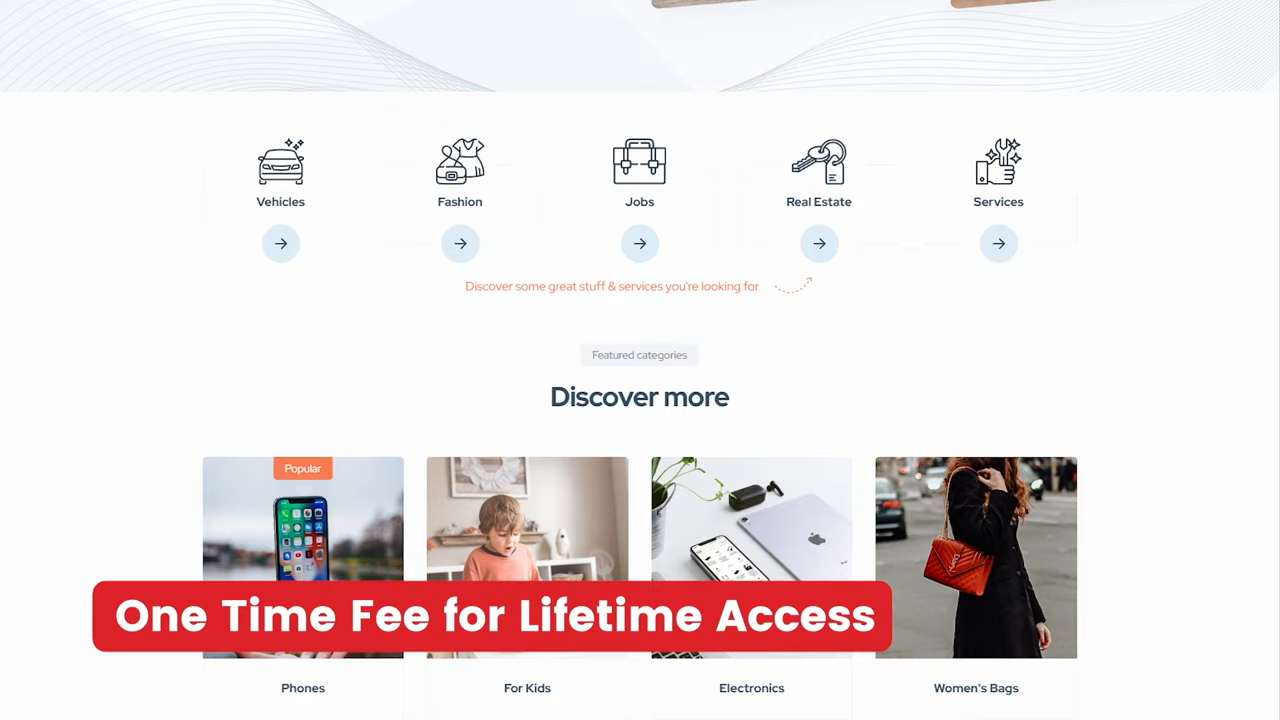 Vehicles
Fashion
Jobs
Real Estate
Services
Discover some great stuff & services you're looking for
Featured categories
Discover more
Popular
One Time Fee for Lifetime Access
Phones
For Kids
Electronics
Women's Bags